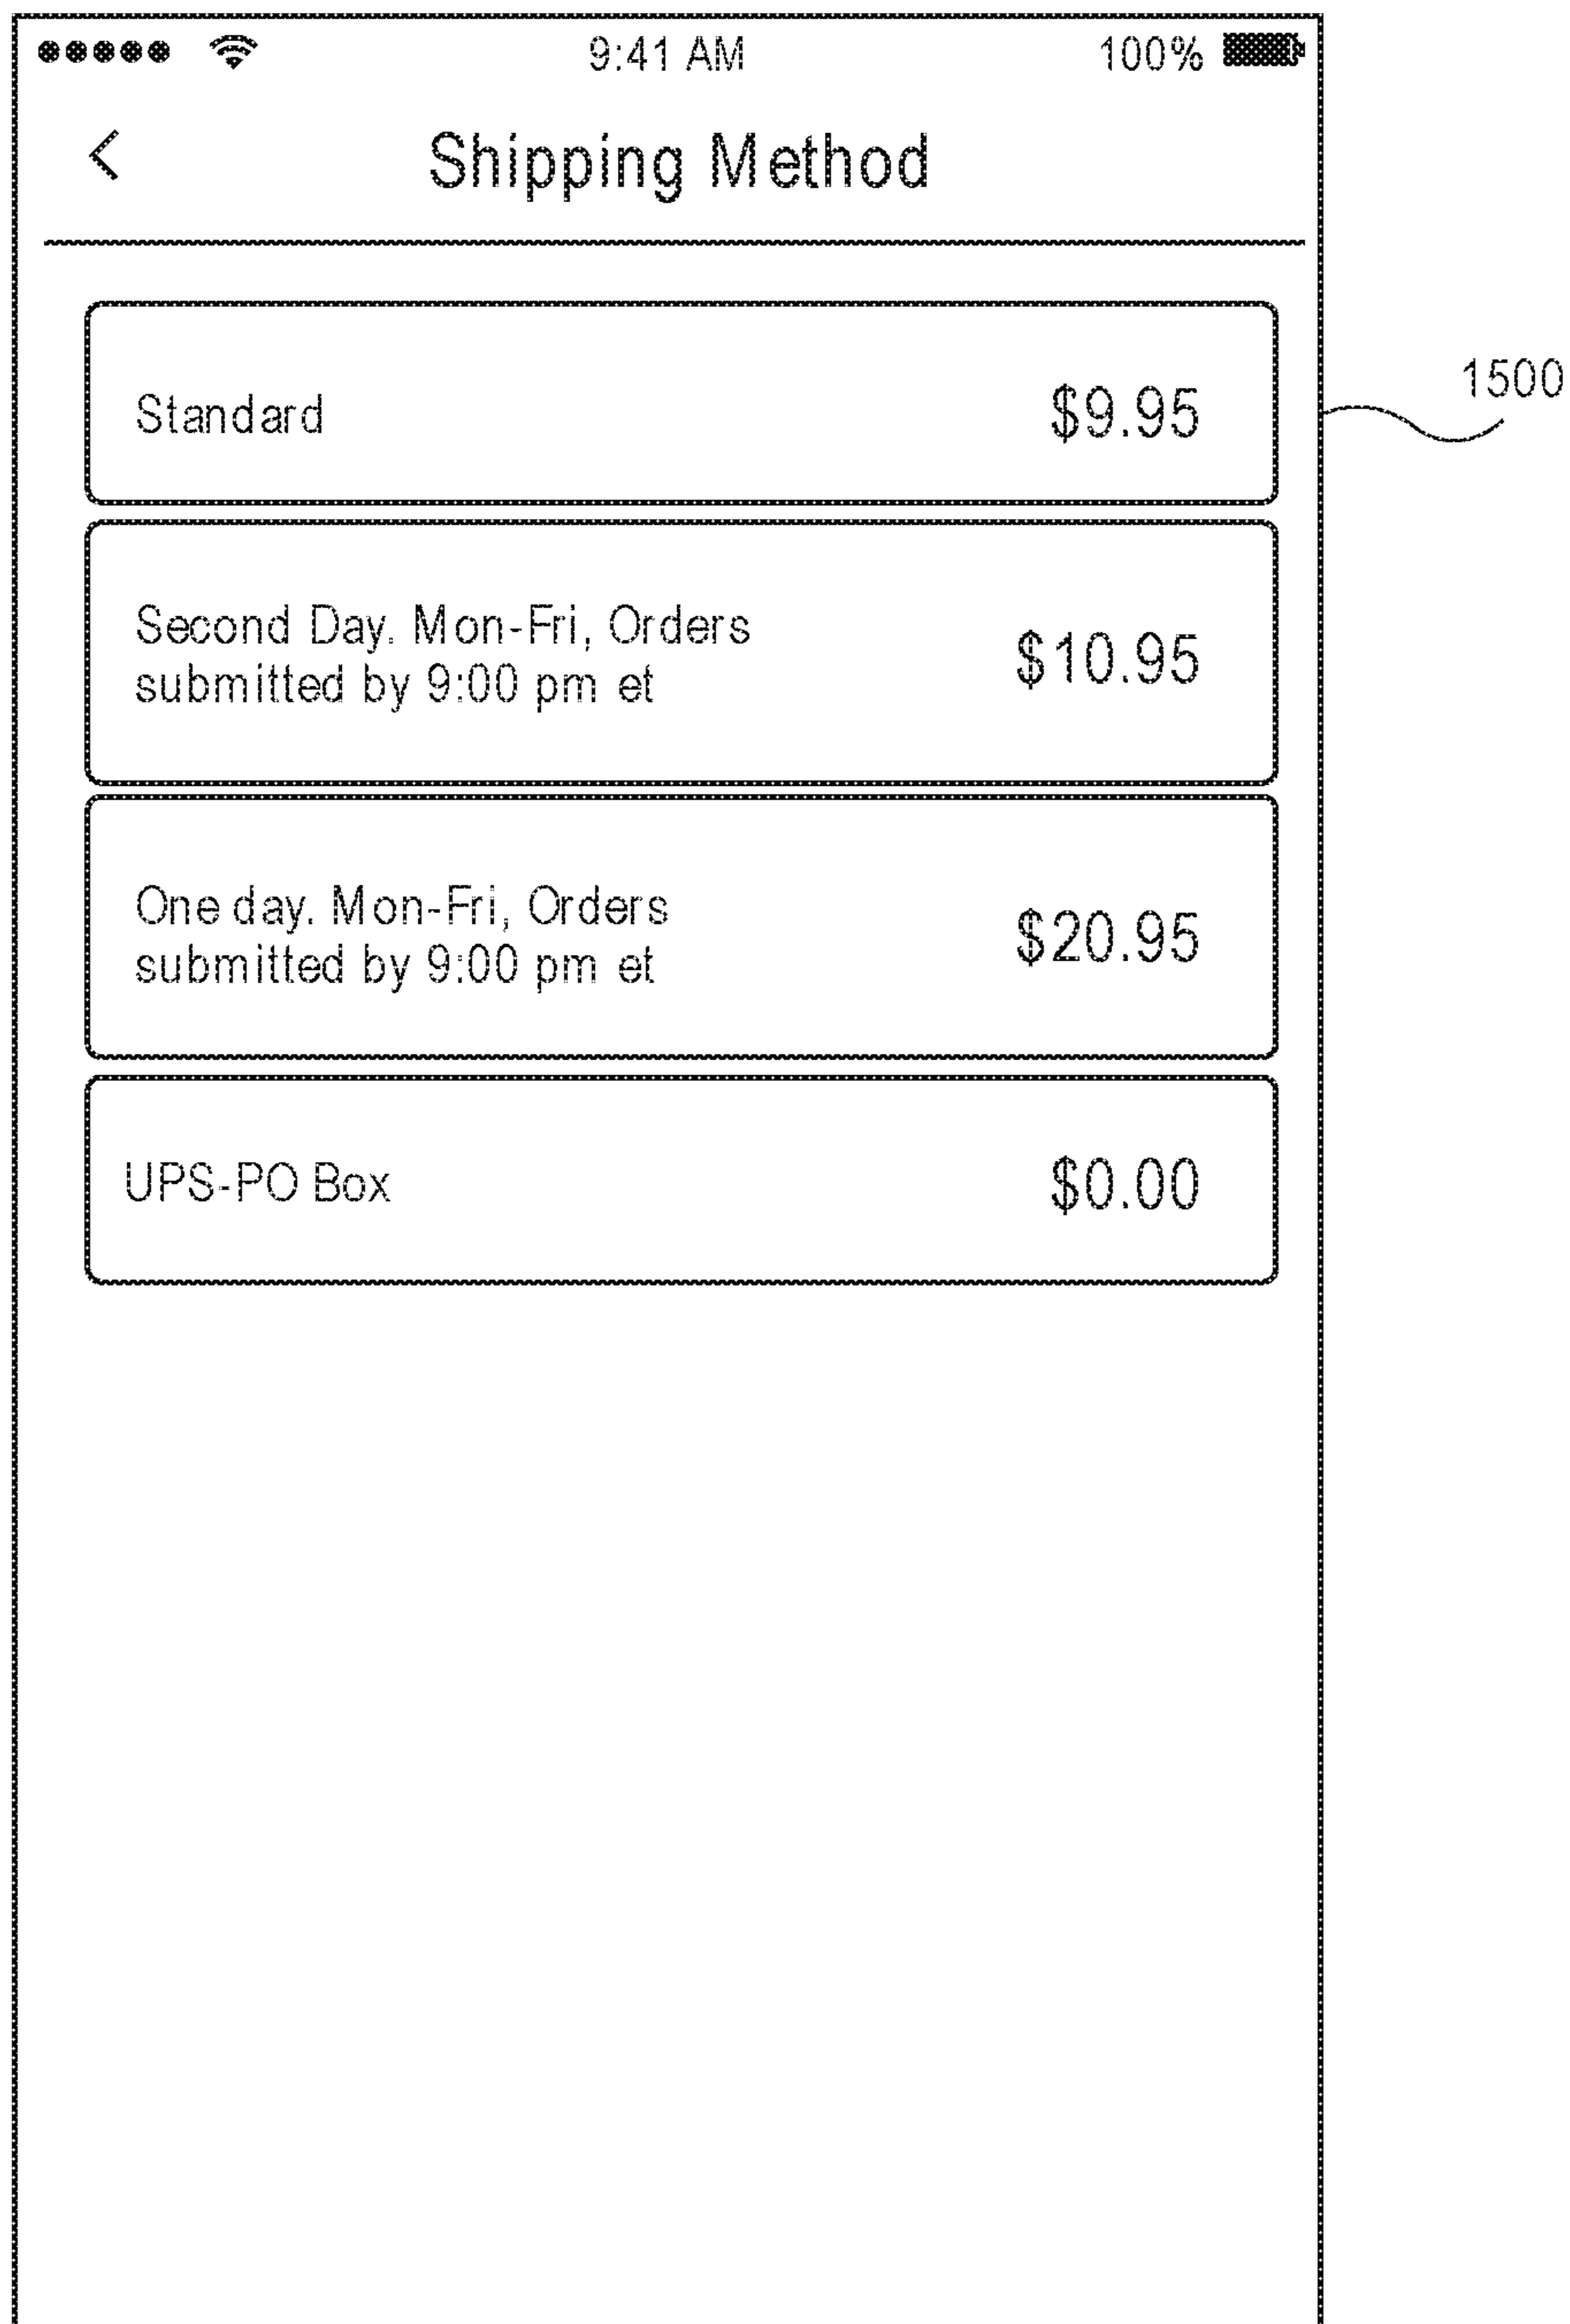 9:41 AM 100%
Shipping Method
Standard $9.95
1500
Second Day. Mon-Fri, Orders
submitted by 9:00 pm et
$10.95
One day. Mon-Fri, Orders
submitted by 9:00 pm et
$20.95
UPS-PO Box $0.00